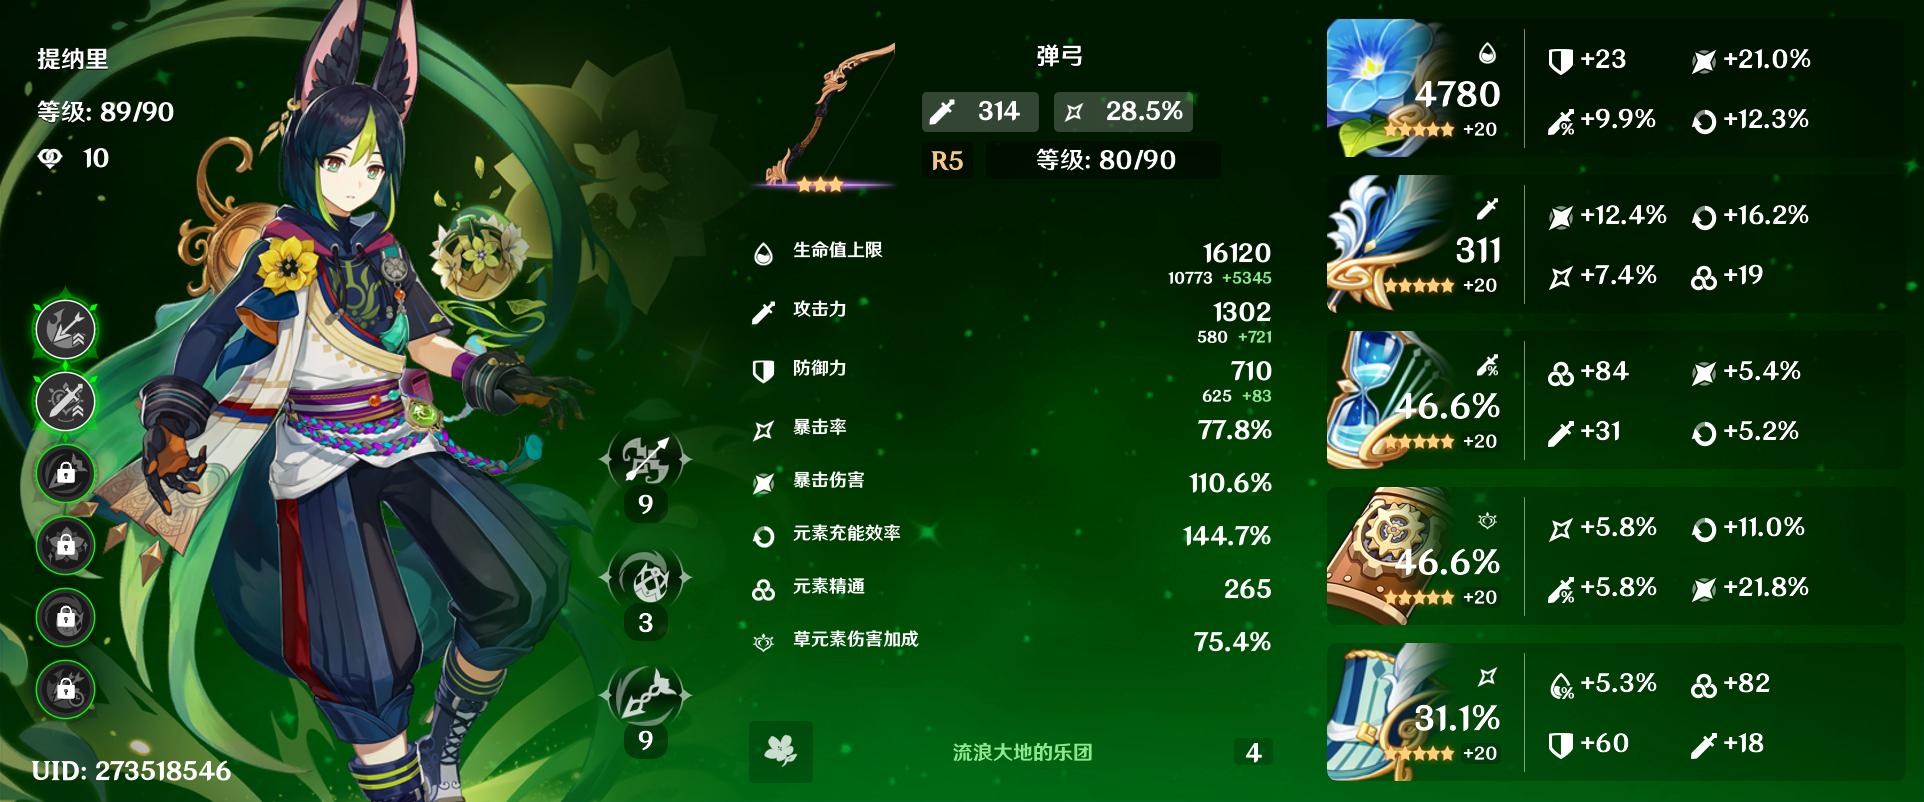 提纳里
等级: 89/90
10
9
3
9
UID: 273518546
弹弓
314 28.5%
R5 等级: 80/90
生命值上限 16120
10773 +5345
攻击力 1302
580 +721
防御力 710
625 +83
暴击率 77.8%
暴击伤害 110.6%
元素充能效率 144.7%
元素精通 265
草元素伤害加成 75.4%
流浪大地的乐团 4
4780
+20
+23 +21.0%
+9.9% +12.3%
311
+20
+12.4% +16.2%
+7.4% +19
46.6%
+20
+84 +5.4%
+31 +5.2%
46.6%
+20
+5.8% +11.0%
+5.8% +21.8%
31.1%
+20
+5.3% +82
+60 +18